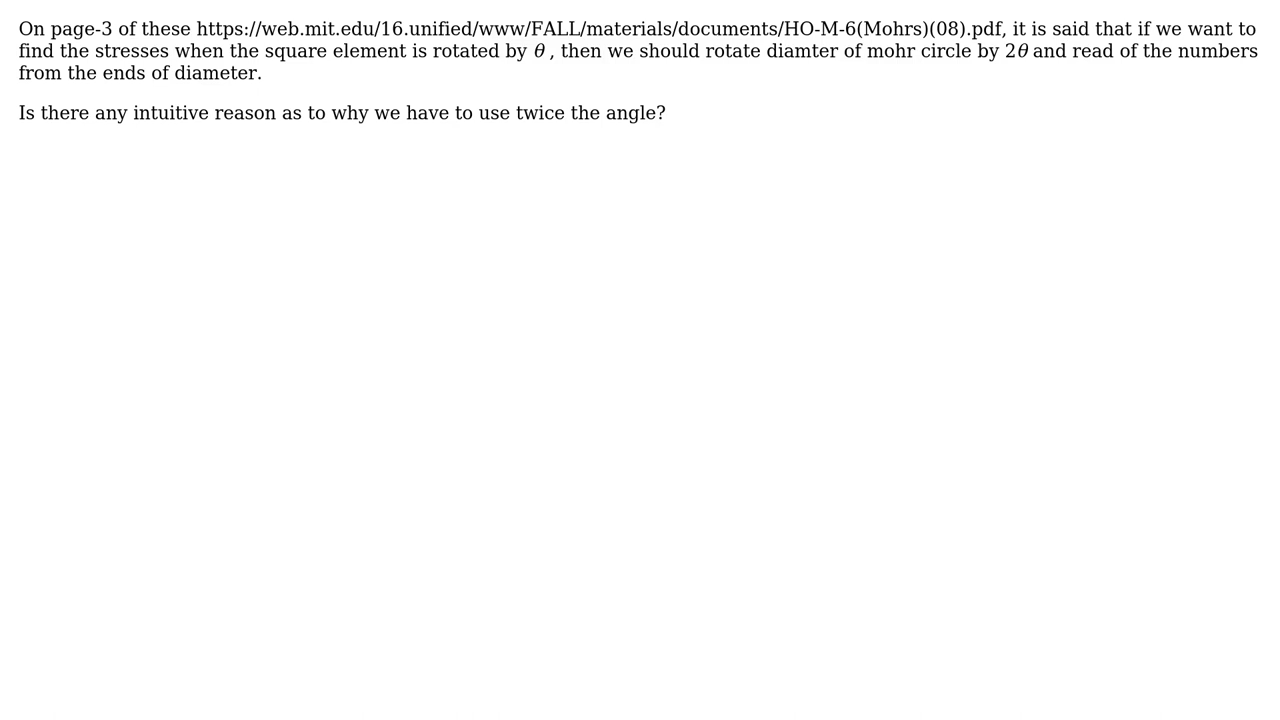 On page-3 of these https://web.mit.edu/16.unified/www/FALL/materials/documents/HO-M-6(Mohrs)(08).pdf, it is said that if we want to
find the stresses when the square element is rotated by θ , then we should rotate diamter of mohr circle by 2θ and read of the numbers
from the ends of diameter.
Is there any intuitive reason as to why we have to use twice the angle?